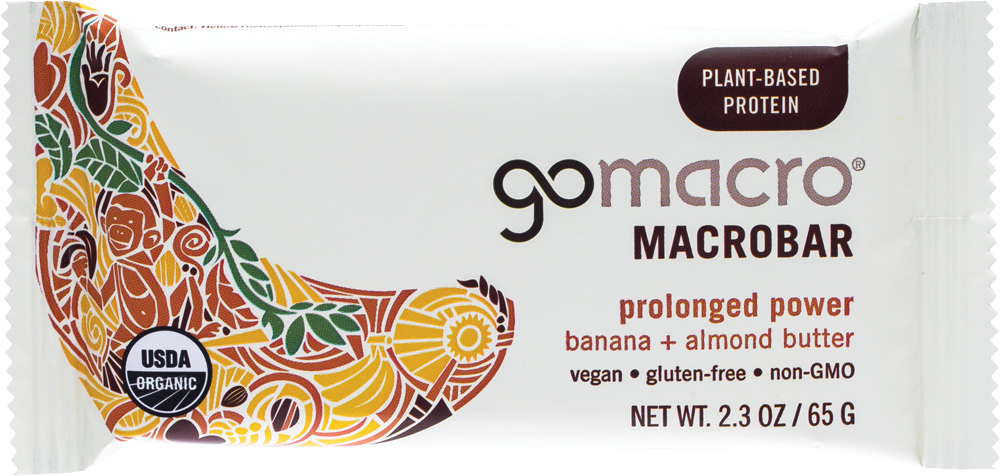 contact:
PLANT-BASED
PROTEIN
gomacro®
MACROBAR
prolonged power
banana + almond butter
vegan • gluten-free • non-GMO
NET WT. 2.3 OZ / 65 G
USDA
ORGANIC